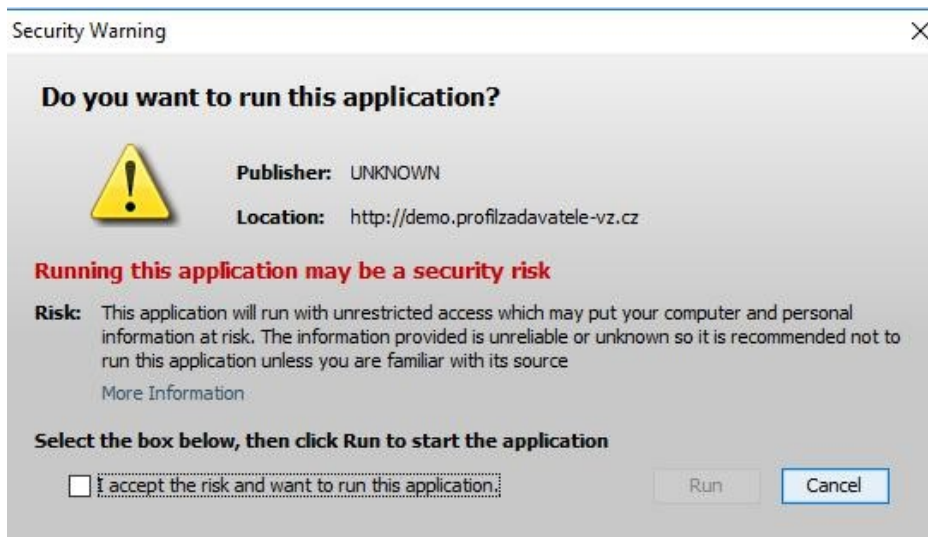 Security Warning
Do you want to run this application?
Publisher: UNKNOWN
Location: http://demo.profilzadavatele-vz.cz
Running this application may be a security risk
Risk: This application will run with unrestricted access which may put your computer and personal
information at risk. The information provided is unreliable or unknown so it is recommended not to
run this application unless you are familiar with its source
More Information
Select the box below, then click Run to start the application
I accept the risk and want to run this application.
Run
Cancel